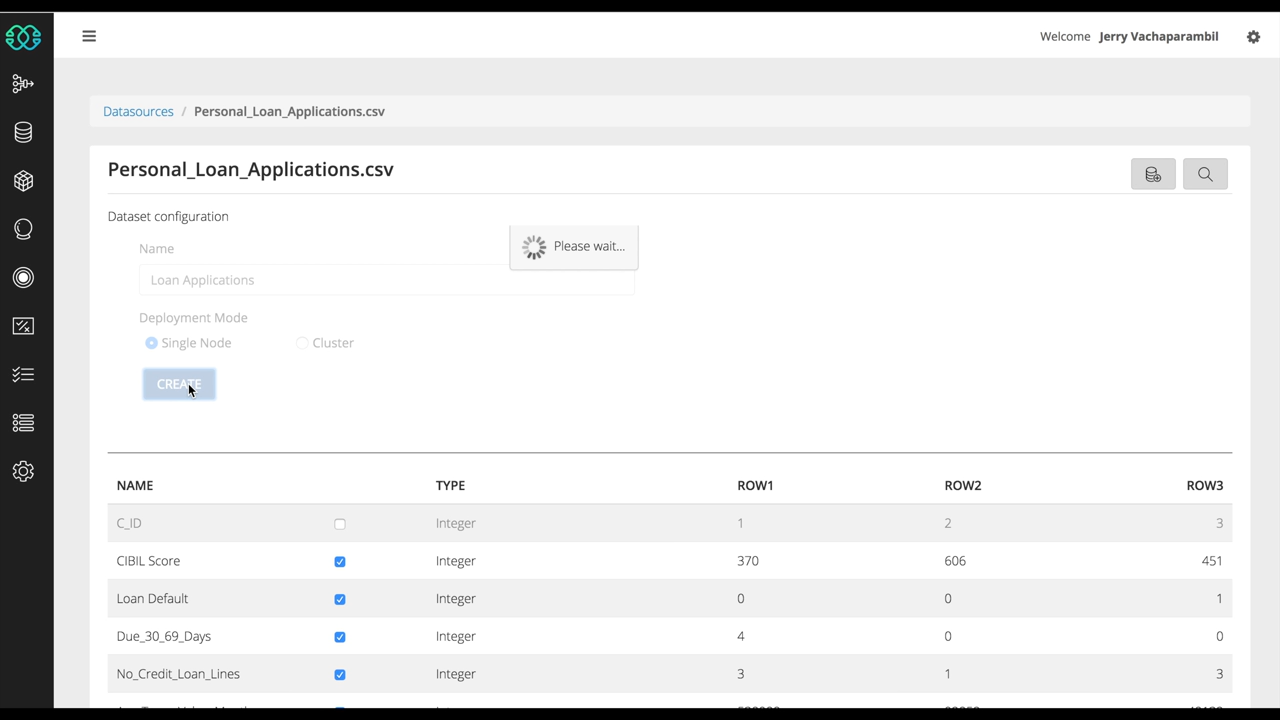 Welcome Jerry Vachaparambil
Datasources / Personal_Loan_Applications.csv
Personal_Loan_Applications.csv
Dataset configuration
Name
Please wait...
Loan Applications
Deployment Mode
Single Node Cluster
CREATE
NAME TYPE ROW1 ROW2 ROW3
C_ID Integer 1 2 3
CIBIL Score Integer 370 606 451
Loan Default Integer 0 0 1
Due_30_69_Days Integer 4 0 0
No_Credit_Loan_Lines Integer 3 1 3